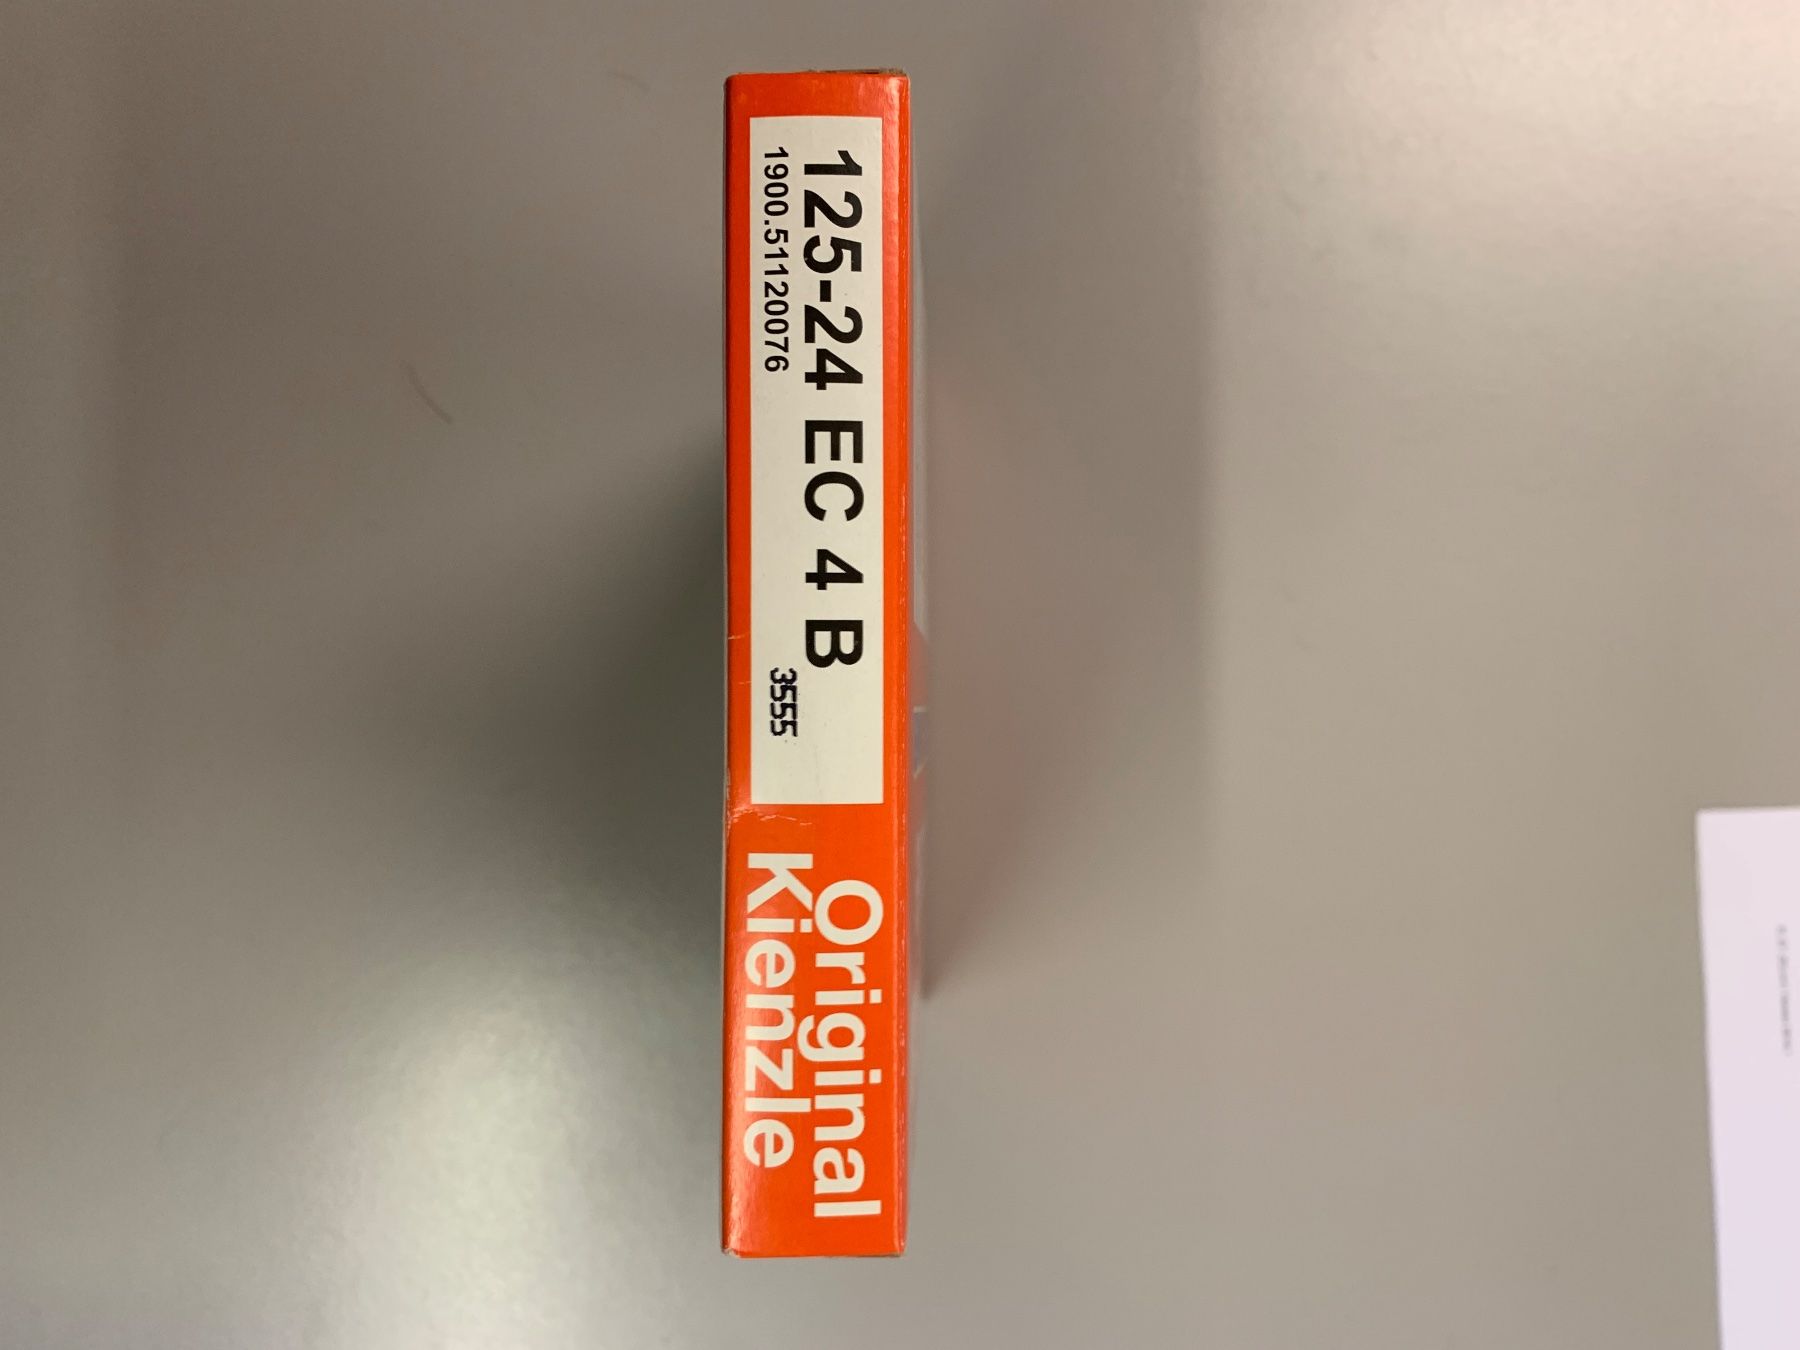 125-24 EC 4 B
1900.51120076
3555
Original
Kienzle